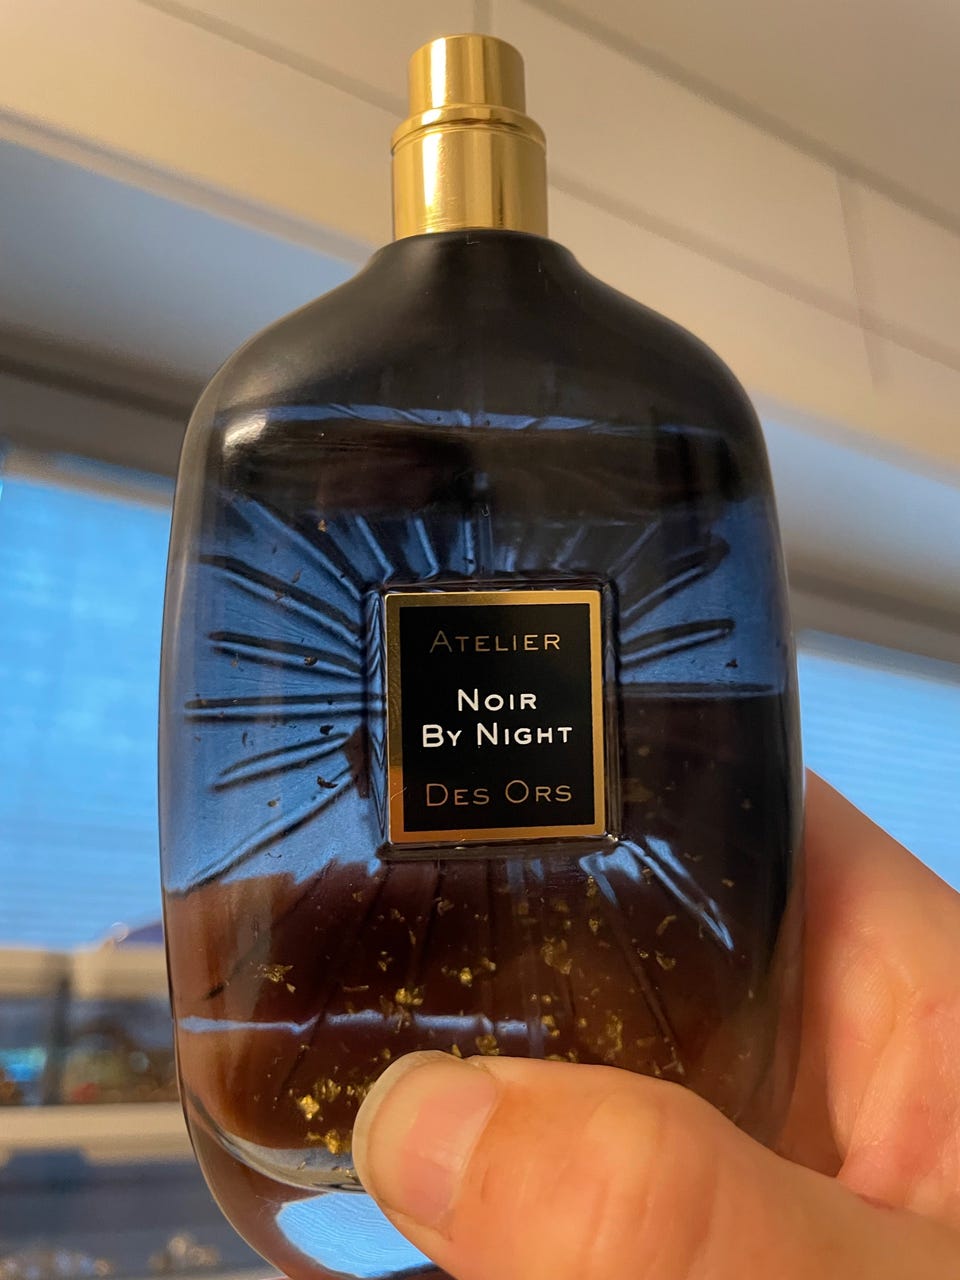 ATELIER
NOIR
BY NIGHT
DES ORS